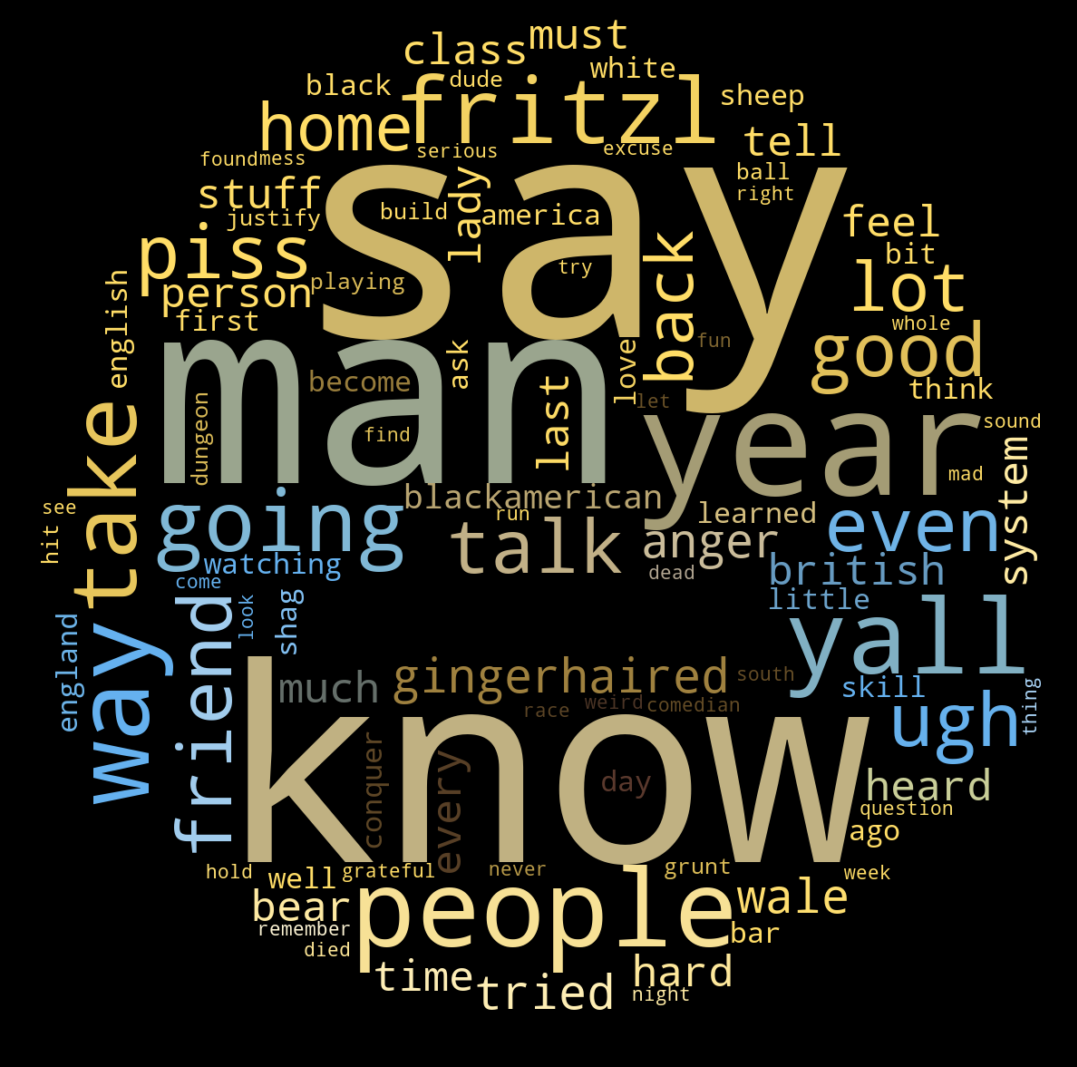 must
class
white
dude
black
sheep
fritzl
home
tell
serious
excuse
found
mess
say
ball
right
stuff
lady
build
america
justify
feel
piss
back
bit
try
playing
person
lot
english
first
whole
man
good
fun
ask
love
become
think
last
let
dungeon
take
year
sound
find
system
mad
going
blackamerican
see
run
learned
even
talk
anger
hit
watching
british
dead
come
friend
shag
look
little
yall
england
way
know
much
gingerhaired
south
skill
thing
ugh
weird
comedian
race
conquer
every
day
heard
question
ago
hold
well
grateful
never
grunt
week
people
bear
wale
remember
bar
died
time
hard
tried
night